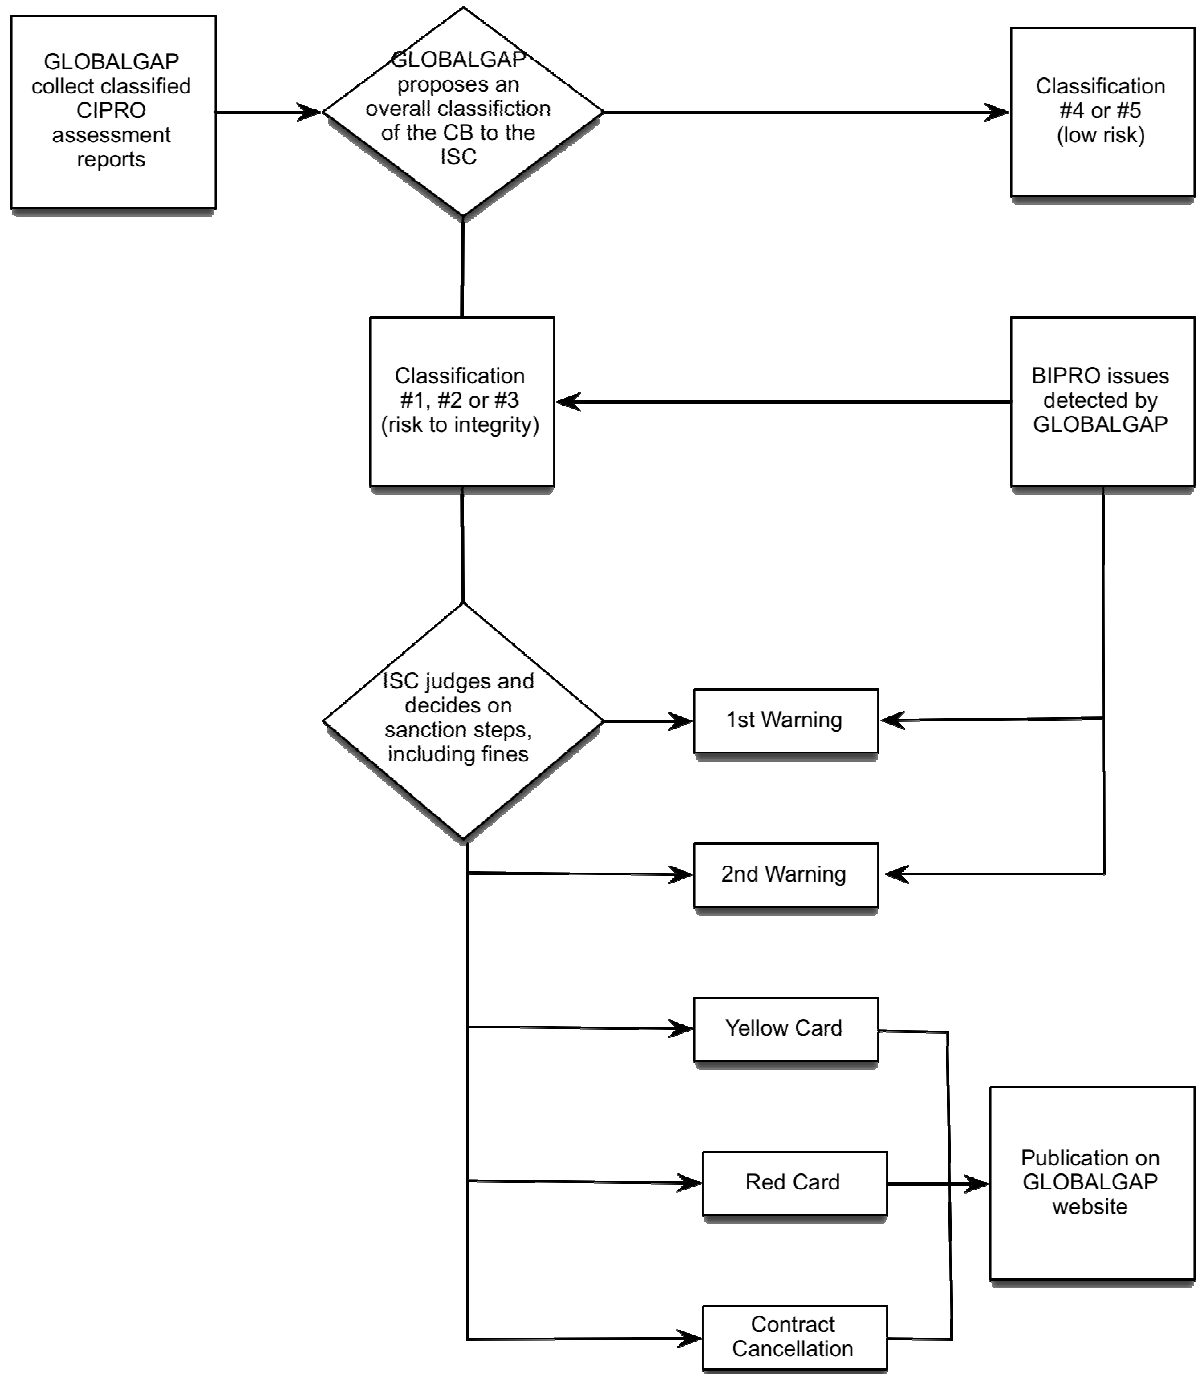 GLOBALGAP
collect classified
CIPRO
assessment
reports
GLOBALGAP
proposes an
overall classifiction
of the CB to the
ISC
Classification
#4 or #5
(low risk)
Classification
#1, #2 or #3
(risk to integrity)
BIPRO issues
detected by
GLOBALGAP
ISC judges and
decides on
sanction steps,
including fines
1st Warning
2nd Warning
Yellow Card
Red Card
Publication on
GLOBALGAP
website
Contract
Cancellation